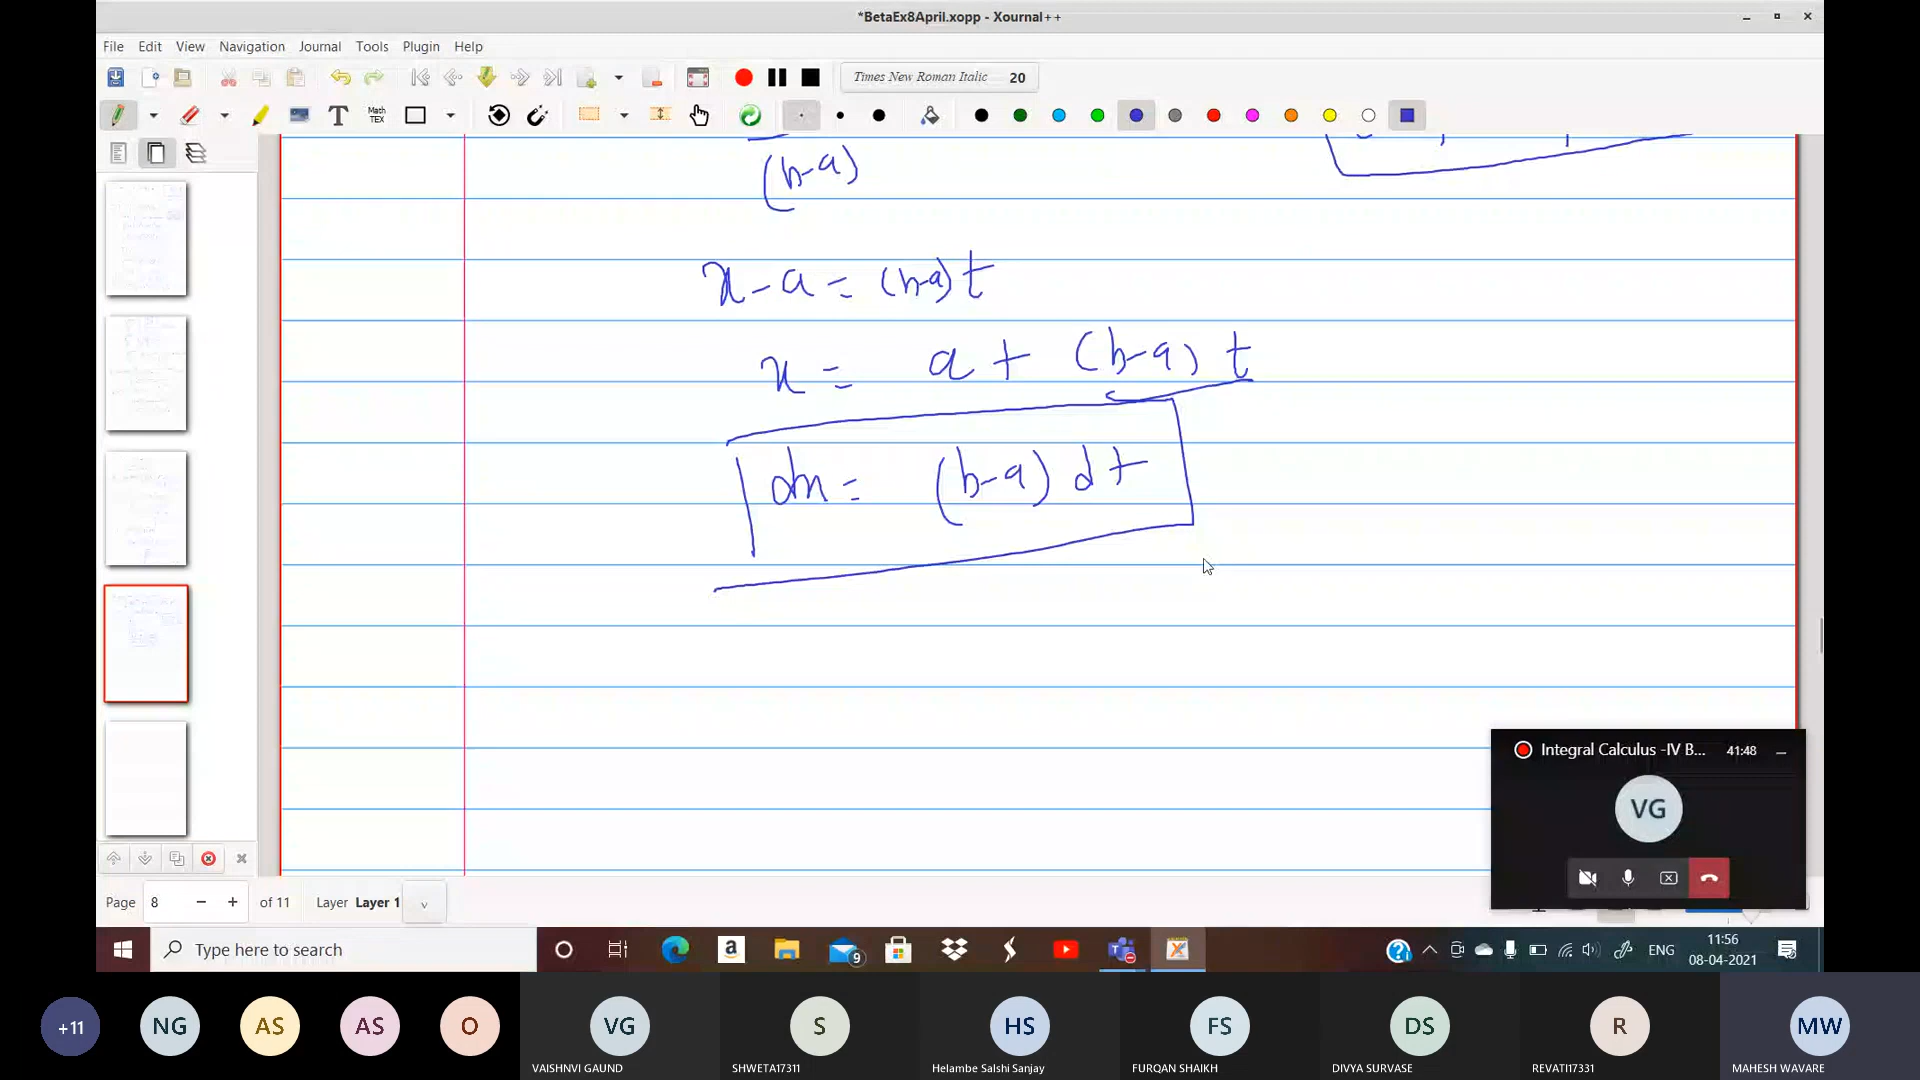 *BetaEx8April.xopp - Xournal++
File Edit View Navigation Journal Tools Plugin Help
Times New Roman Italic 20
T Math TEX
(b-a)
x - a = (b-a) t
x = a + (b-a) t
dx = (b-a) dt
Integral Calculus -IV B... 41:48
VG
Page 8 of 11 Layer Layer 1
Type here to search
a
9
ENG
11:56
08-04-2021
+11 NG AS AS O VG S HS FS DS R MW
VAISHNVI GAUND SHWETA17311 Helambe Salshi Sanjay FURQAN SHAIKH DIVYA SURVASE REVATI17331 MAHESH WAVARE